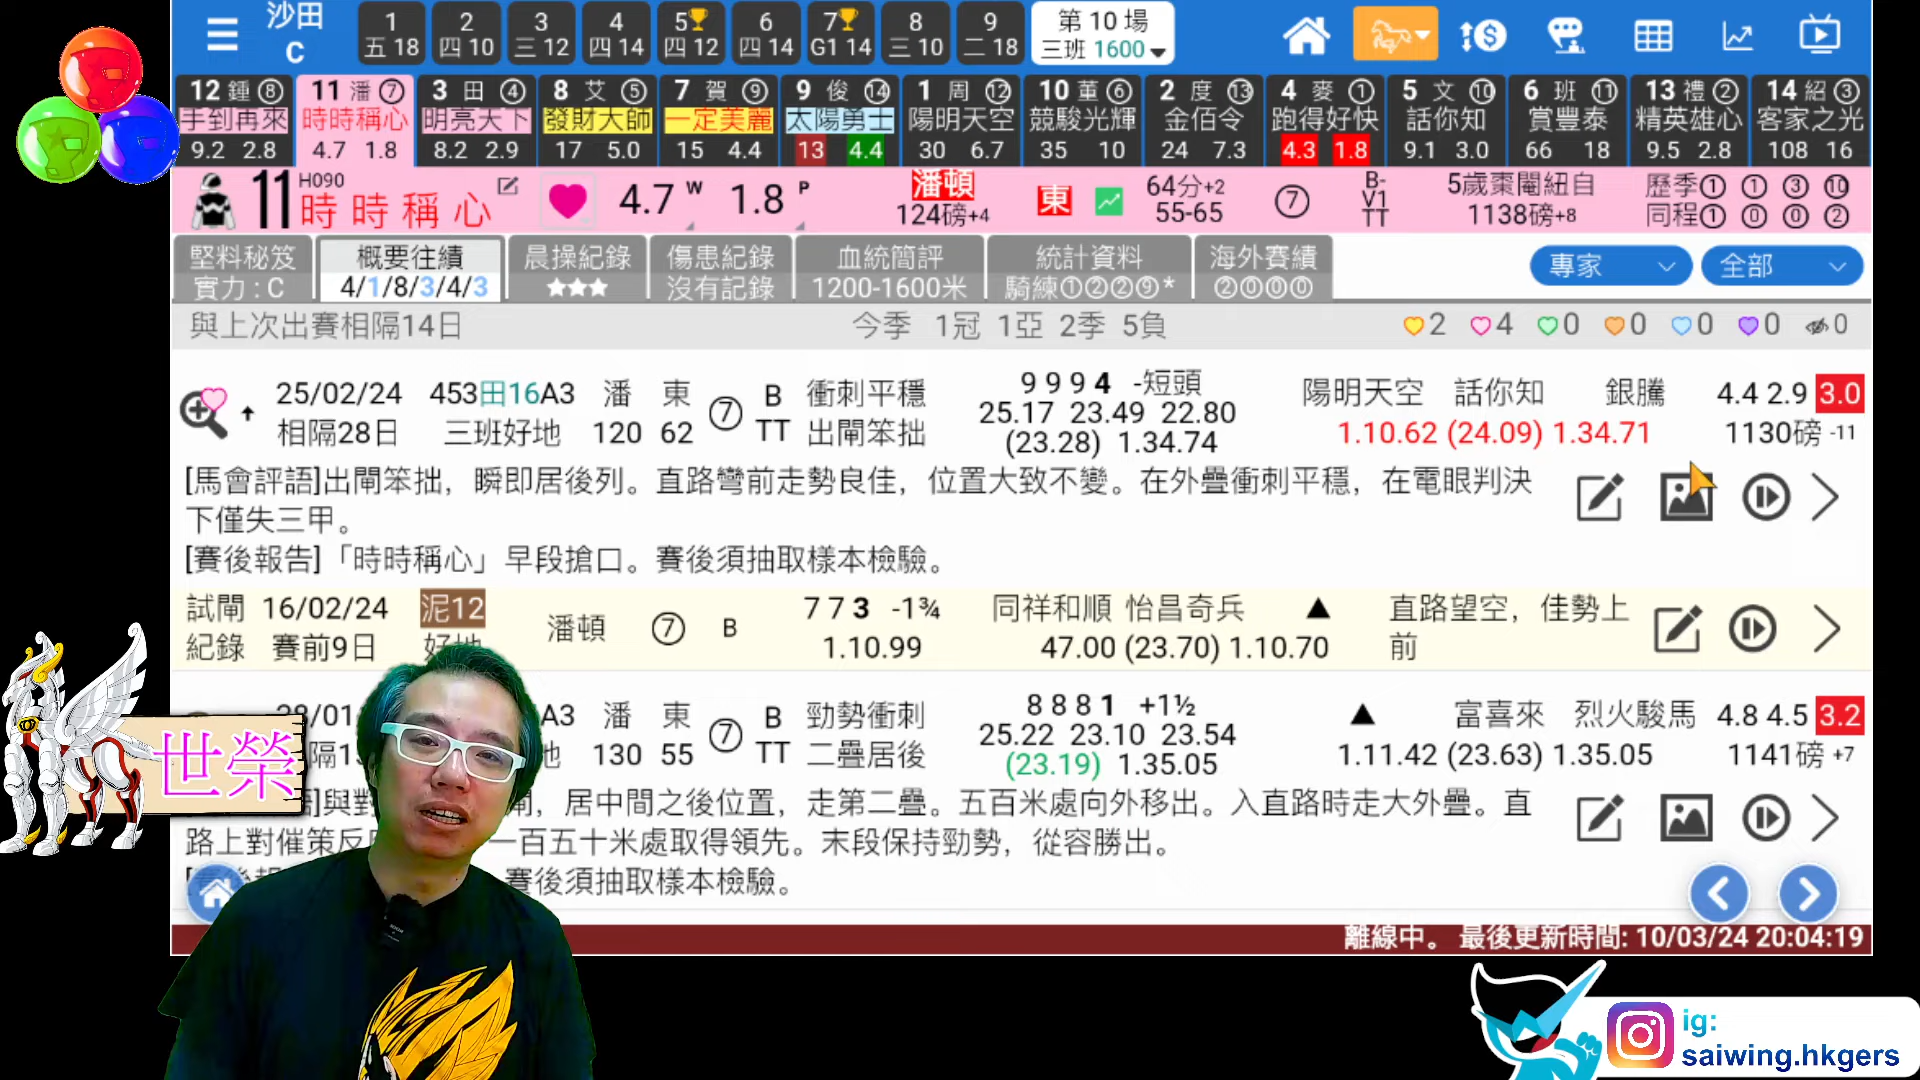 沙田 C
1 五 18
2 四 10
3 三 12
4 四 14
5 四 12
6 四 14
7 G1 14
8 三 10
9 二 18
第 10 場 三班 1600
12 鍾 ⑧ 手到再來 9.2 2.8
11 潘 ⑦ 時時稱心 4.7 1.8
3 田 ④ 明亮天下 8.2 2.9
8 艾 ⑤ 發財大師 17 5.0
7 賀 ⑨ 一定美麗 15 4.4
9 俊 ⑭ 太陽勇士 13 4.4
1 周 ⑫ 陽明天空 30 6.7
10 董 ⑥ 競駿光輝 35 10
2 度 ⑬ 金佰令 24 7.3
4 麥 ① 跑得好快 4.3 1.8
5 文 ⑩ 話你知 9.1 3.0
6 班 ⑪ 賞豐泰 66 18
13 禮 ② 精英雄心 9.5 2.8
14 紹 ③ 客家之光 108 16
11 H090 時時稱心 4.7 W 1.8 P 潘頓 124磅+4 東 64分+2 55-65 ⑦ B- V1 TT 5歲棗閹紐自 1138磅+8 歷季① ① ③ ⑩ 同程① ⓪ ⓪ ②
堅料秘笈 實力 : C
概要往績 4/1/8/3/4/3
晨操紀錄 ★★★
傷患紀錄 沒有記錄
血統簡評 1200-1600米
統計資料 騎練①②②⑨*
海外賽績 ②⓪⓪⓪
專家
全部
與上次出賽相隔14日 今季 1冠 1亞 2季 5負 2 4 0 0 0 0 0
25/02/24 453田16A3 潘 東 ⑦ B 衝刺平穩 9 9 9 4 -短頭 陽明天空 話你知 銀騰 4.4 2.9 3.0
相隔28日 三班好地 120 62 TT 出閘笨拙 25.17 23.49 22.80 (23.28) 1.34.74 1.10.62 (24.09) 1.34.71 1130磅 -11
[馬會評語]出閘笨拙，瞬即居後列。直路彎前走勢良佳，位置大致不變。在外疊衝刺平穩，在電眼判決
下僅失三甲。
[賽後報告]「時時稱心」早段搶口。賽後須抽取樣本檢驗。
試閘 16/02/24 泥12 潘頓 ⑦ B 7 7 3 -1¾ 同祥和順 怡昌奇兵 ▲ 直路望空，佳勢上
紀錄 賽前9日 好地 1.10.99 47.00 (23.70) 1.10.70 前
/01 A3 潘 東 ⑦ B 勁勢衝刺 8 8 8 1 +1½ ▲ 富喜來 烈火駿馬 4.8 4.5 3.2
隔1 地 130 55 TT 二疊居後 25.22 23.10 23.54 (23.19) 1.35.05 1.11.42 (23.63) 1.35.05 1141磅 +7
]與對 閘，居中間之後位置，走第二疊。五百米處向外移出。入直路時走大外疊。直
路上對催策反 一百五十米處取得領先。末段保持勁勢，從容勝出。
賽後須抽取樣本檢驗。
離線中。 最後更新時間: 10/03/24 20:04:19
世榮
ig:
saiwing.hkgers